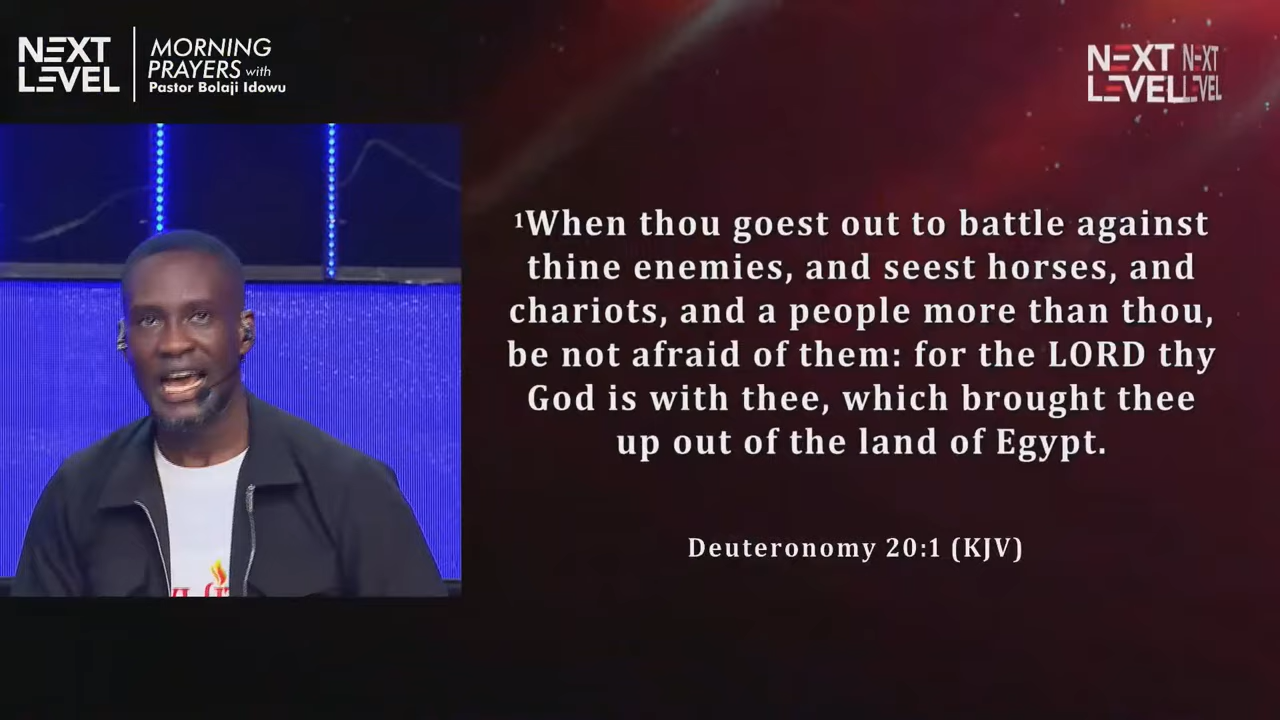 NEXT
LEVEL
MORNING
PRAYERS with
Pastor Bolaji Idowu
NEXT
LEVEL
NEXT
LEVEL
¹When thou goest out to battle against
thine enemies, and seest horses, and
chariots, and a people more than thou,
be not afraid of them: for the LORD thy
God is with thee, which brought thee
up out of the land of Egypt.
Deuteronomy 20:1 (KJV)